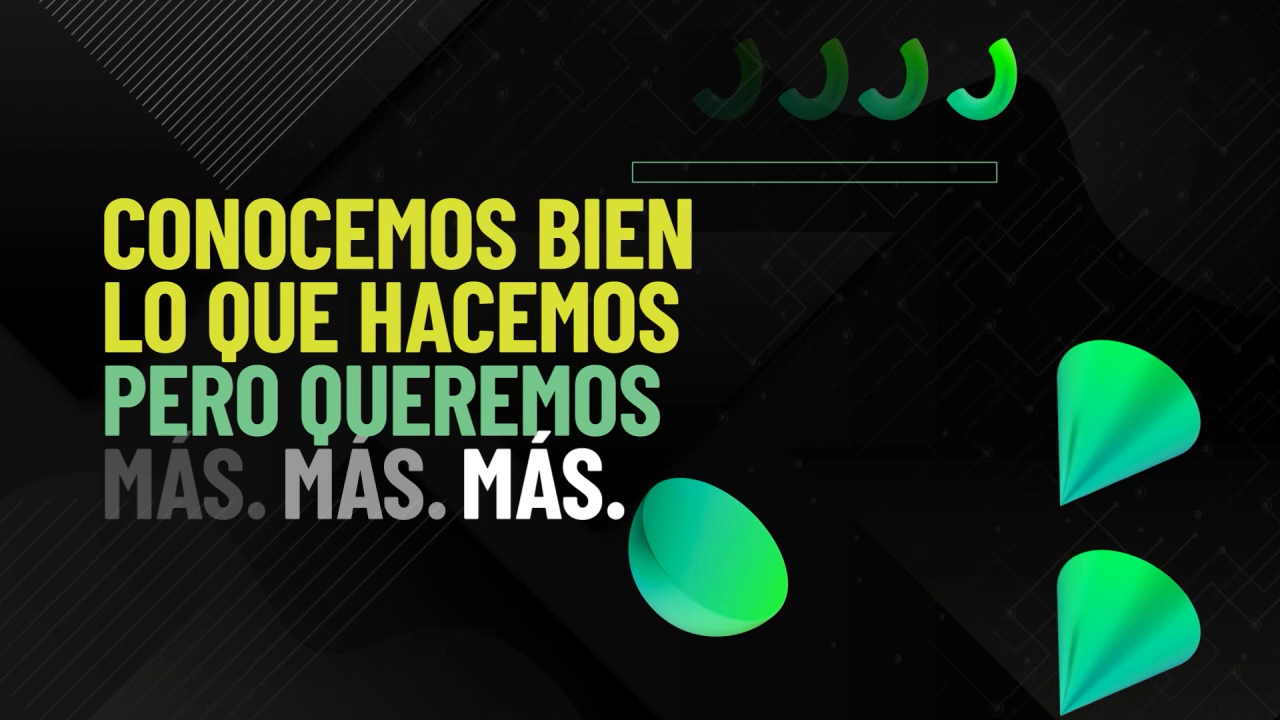 CONOCEMOS BIEN
LO QUE HACEMOS
PERO QUEREMOS
MÁS. MÁS. MÁS.